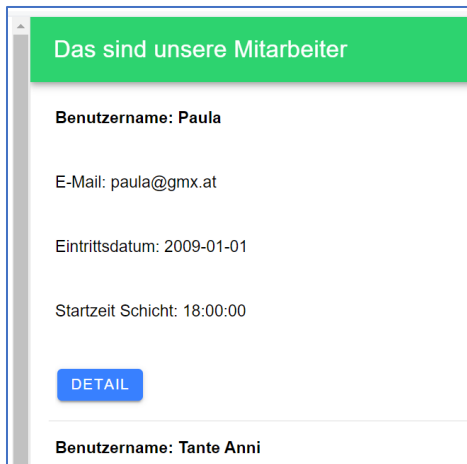 Das sind unsere Mitarbeiter
Benutzername: Paula
E-Mail: paula@gmx.at
Eintrittsdatum: 2009-01-01
Startzeit Schicht: 18:00:00
DETAIL
Benutzername: Tante Anni